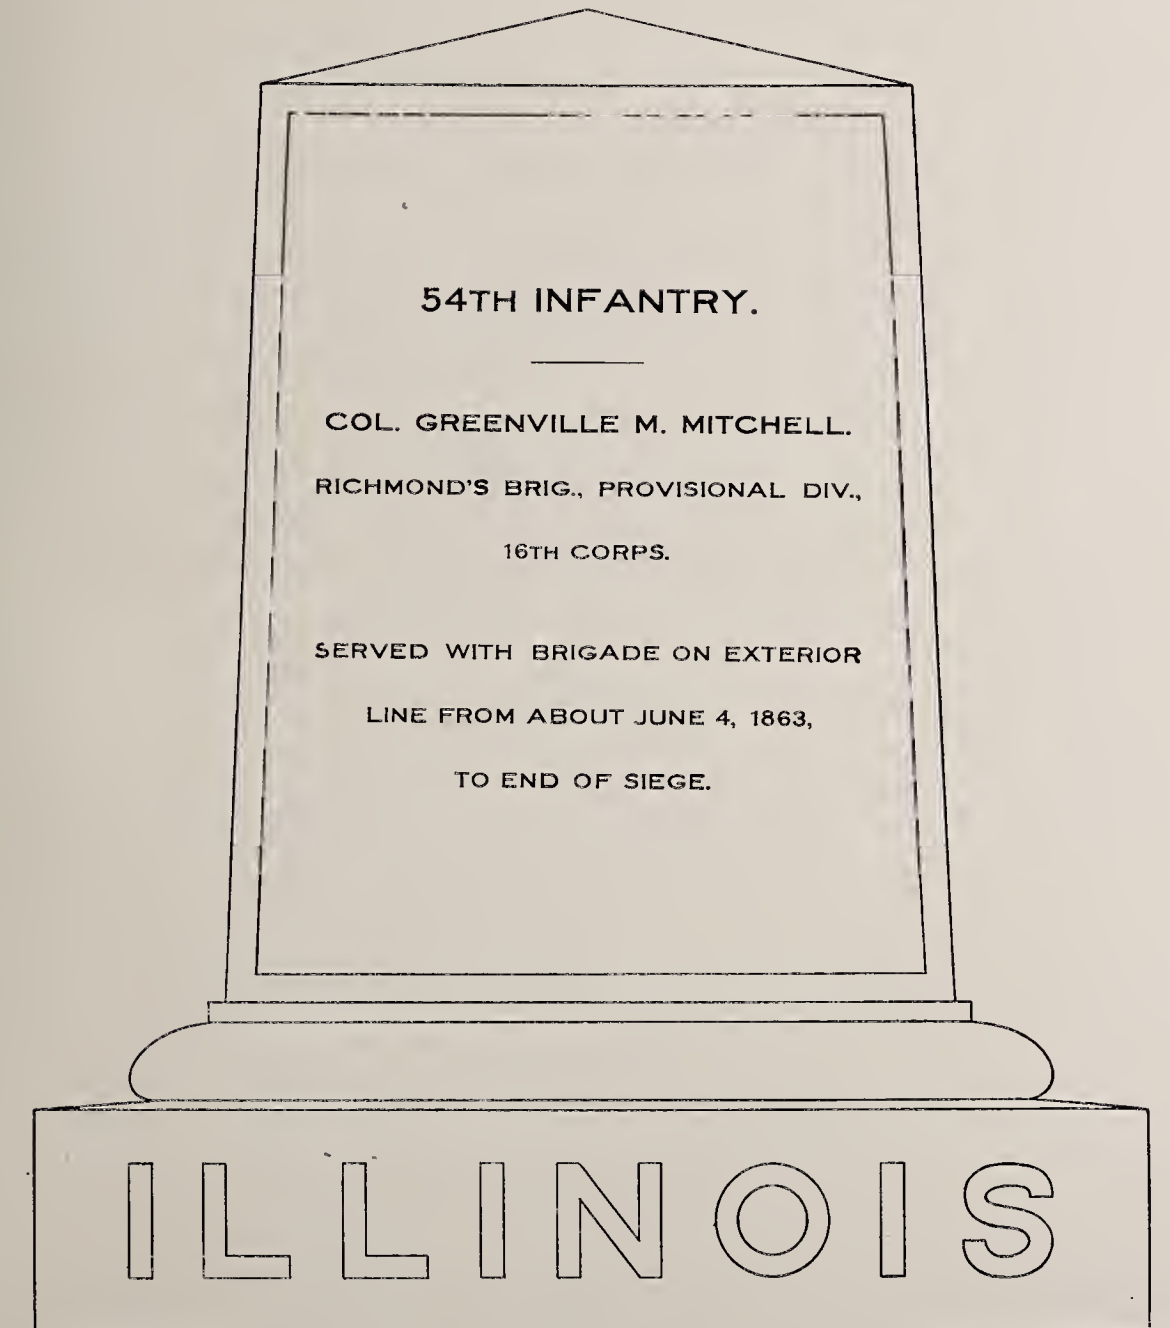 54TH INFANTRY.
COL. GREENVILLE M. MITCHELL.
RICHMOND'S BRIG., PROVISIONAL DIV.,
16TH CORPS.
SERVED WITH BRIGADE ON EXTERIOR
LINE FROM ABOUT JUNE 4, 1863,
TO END OF SIEGE.
ILLINOIS